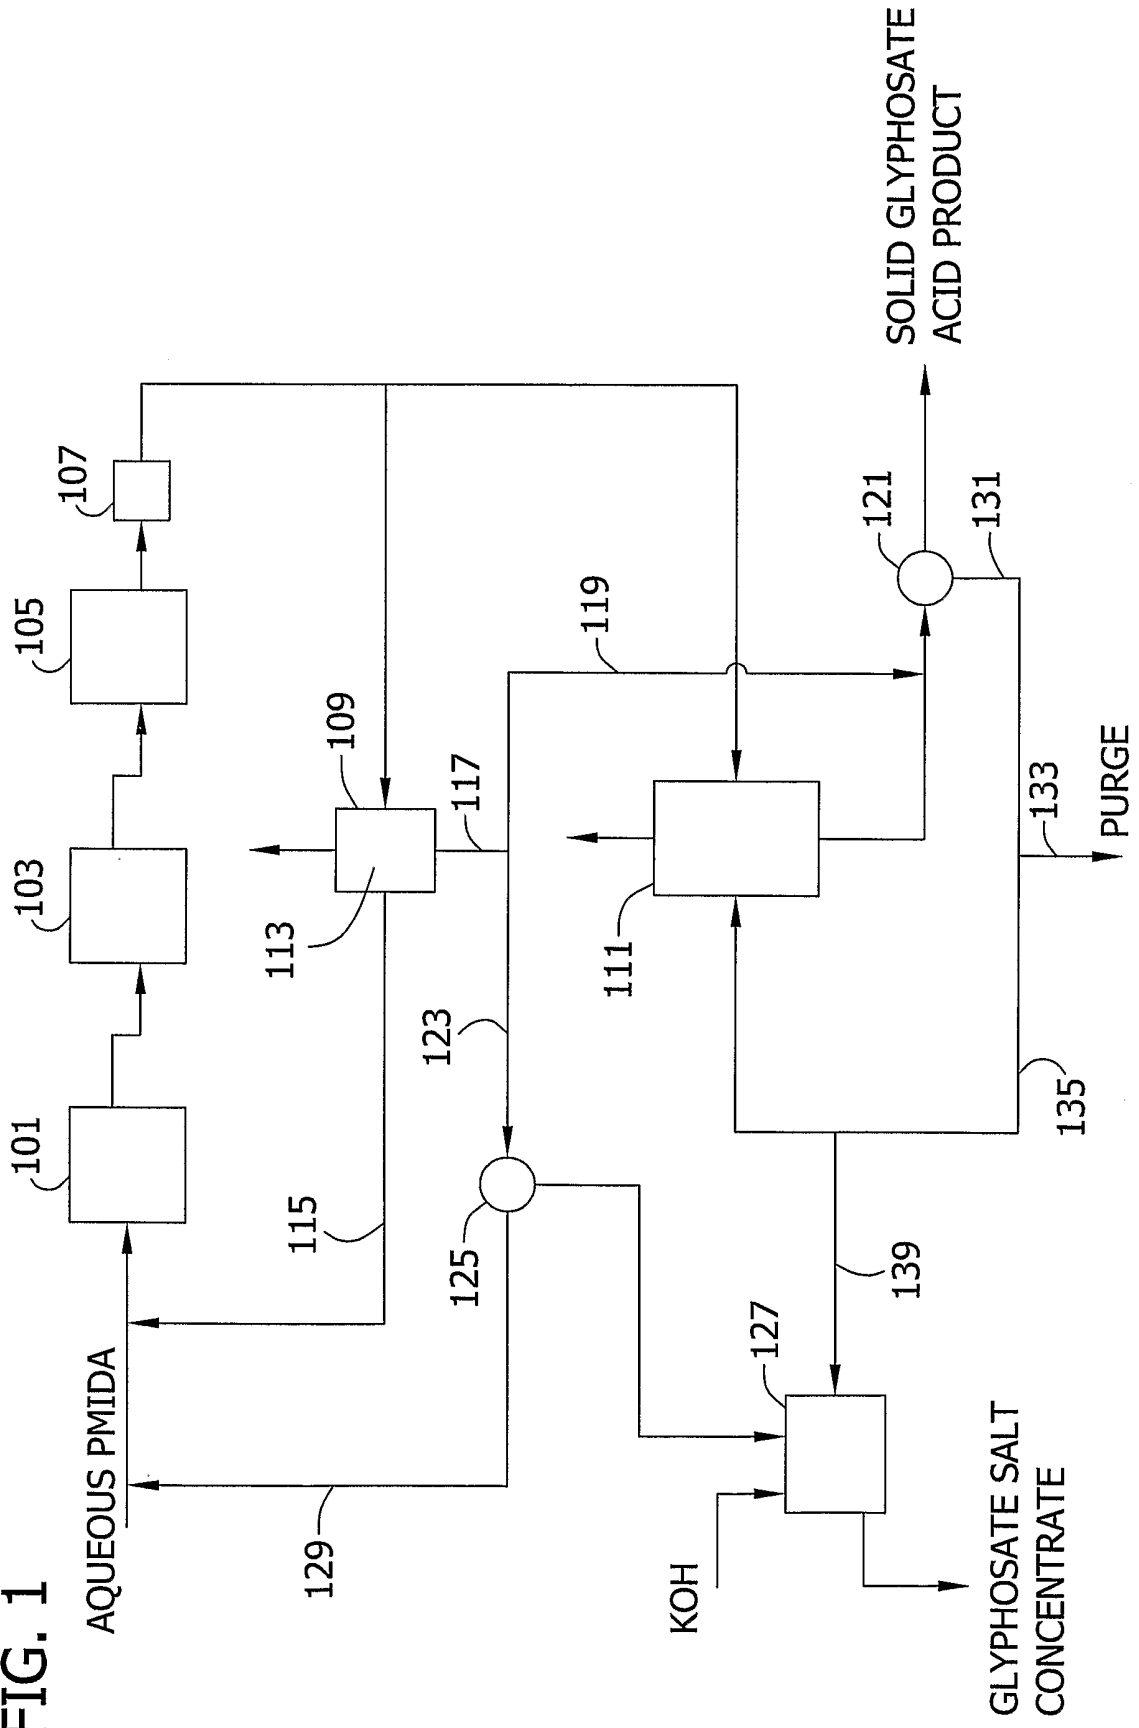 FIG. 1
AQUEOUS PMIDA
101
103
105
107
109
113
115
117
119
123
125
129
111
121
SOLID GLYPHOSATE
ACID PRODUCT
131
133
PURGE
135
139
127
KOH
GLYPHOSATE SALT
CONCENTRATE